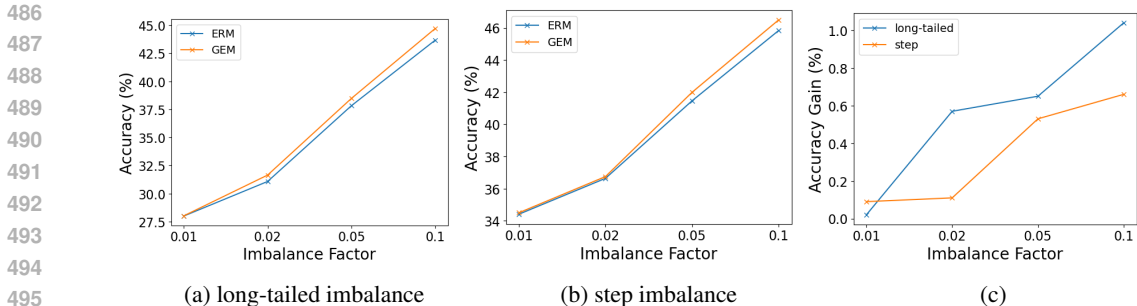 486
487
488
489
490
491
492
493
494
495
45.0
42.5
40.0
37.5
35.0
32.5
30.0
27.5
Accuracy (%)
ERM
GEM
0.01 0.02 0.05 0.1
Imbalance Factor
(a) long-tailed imbalance
46
44
42
40
38
36
34
Accuracy (%)
ERM
GEM
0.01 0.02 0.05 0.1
Imbalance Factor
(b) step imbalance
1.0
0.8
0.6
0.4
0.2
0.0
Accuracy Gain (%)
long-tailed
step
0.01 0.02 0.05 0.1
Imbalance Factor
(c)